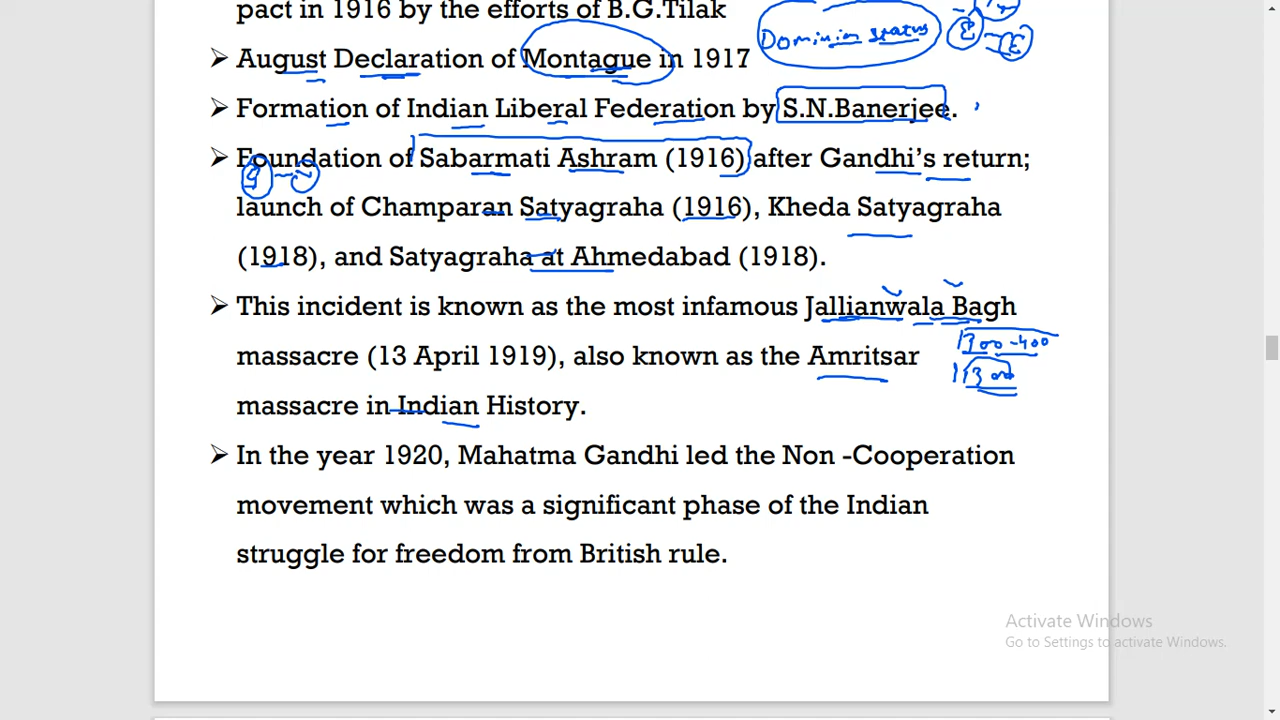 pact in 1916 by the efforts of B.G.Tilak
Dominin status
➢ August Declaration of Montague in 1917
➢ Formation of Indian Liberal Federation by S.N.Banerjee.
➢ Foundation of Sabarmati Ashram (1916) after Gandhi's return;
launch of Champaran Satyagraha (1916), Kheda Satyagraha
(1918), and Satyagraha at Ahmedabad (1918).
➢ This incident is known as the most infamous Jallianwala Bagh
massacre (13 April 1919), also known as the Amritsar
1300-400
massacre in Indian History.
➢ In the year 1920, Mahatma Gandhi led the Non -Cooperation
movement which was a significant phase of the Indian
struggle for freedom from British rule.
Activate Windows
Go to Settings to activate Windows.